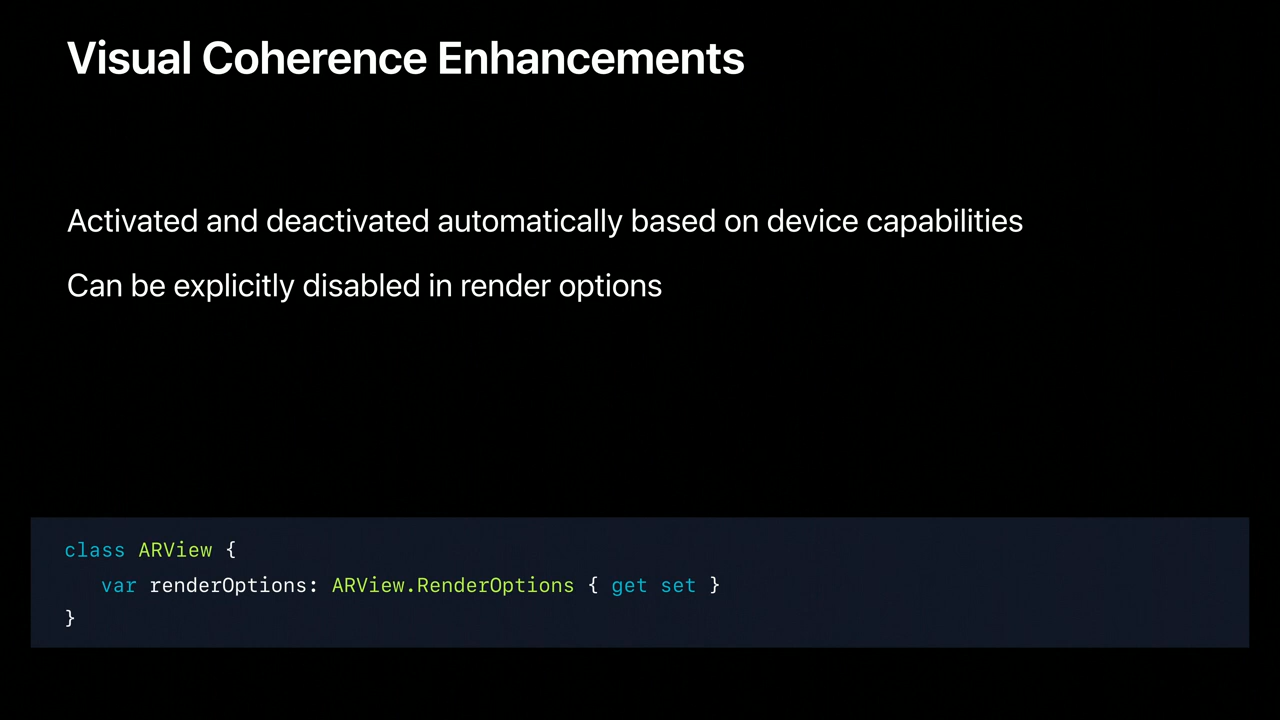 Visual Coherence Enhancements
Activated and deactivated automatically based on device capabilities
Can be explicitly disabled in render options
class ARView {
var renderOptions: ARView.RenderOptions { get set }
}